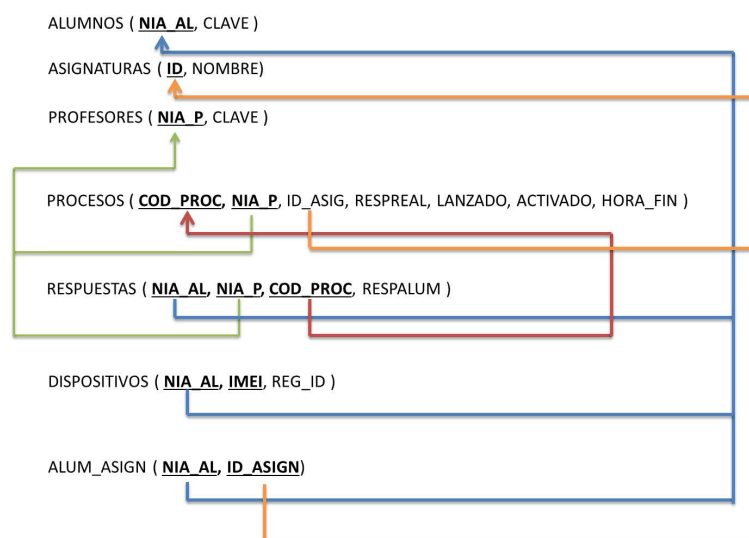 ALUMNOS ( NIA_AL, CLAVE )
ASIGNATURAS ( ID, NOMBRE)
PROFESORES ( NIA_P, CLAVE )
PROCESOS ( COD_PROC, NIA_P, ID_ASIG, RESPREAL, LANZADO, ACTIVADO, HORA_FIN )
RESPUESTAS ( NIA_AL, NIA_P, COD_PROC, RESPALUM )
DISPOSITIVOS ( NIA_AL, IMEI, REG_ID )
ALUM_ASIGN ( NIA_AL, ID_ASIGN)